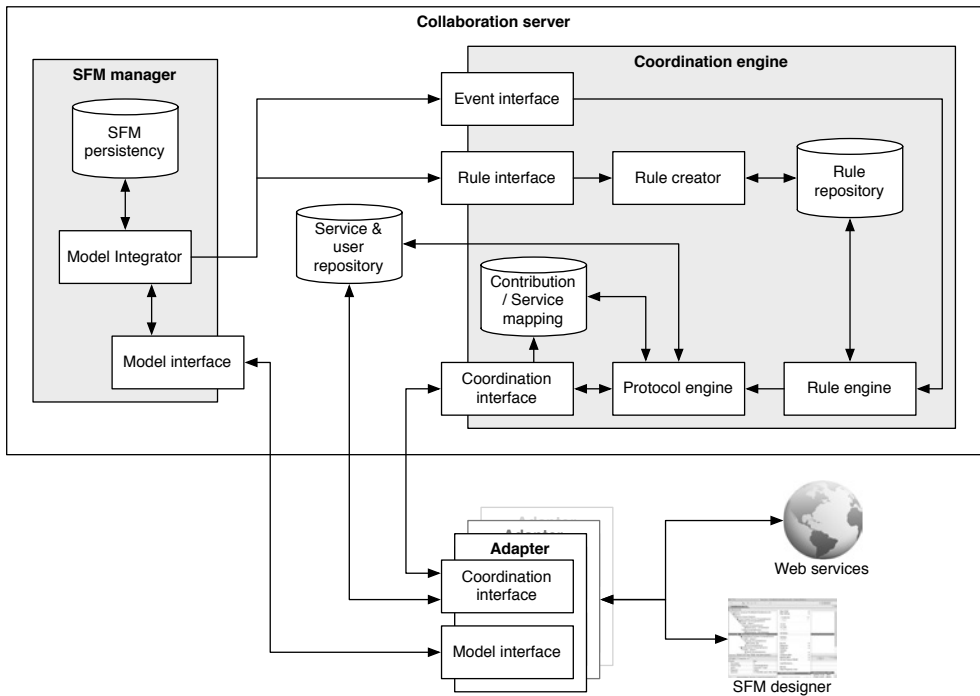 Collaboration server
SFM manager
SFM
persistency
Model Integrator
Model interface
Service &
user
repository
Coordination engine
Event interface
Rule interface
Rule creator
Rule
repository
Contribution
/ Service
mapping
Coordination
interface
Protocol engine
Rule engine
Adapter
Adapter
Adapter
Coordination
interface
Model interface
Web services
SFM designer